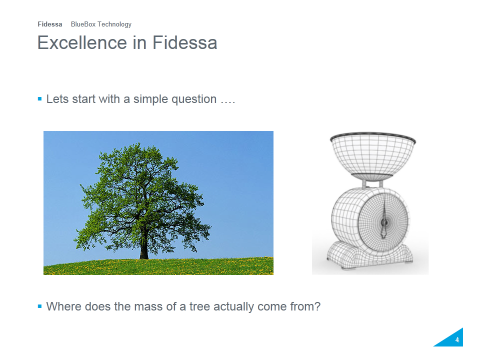 Fidessa BlueBox Technology
Excellence in Fidessa
Lets start with a simple question ….
Where does the mass of a tree actually come from?
4